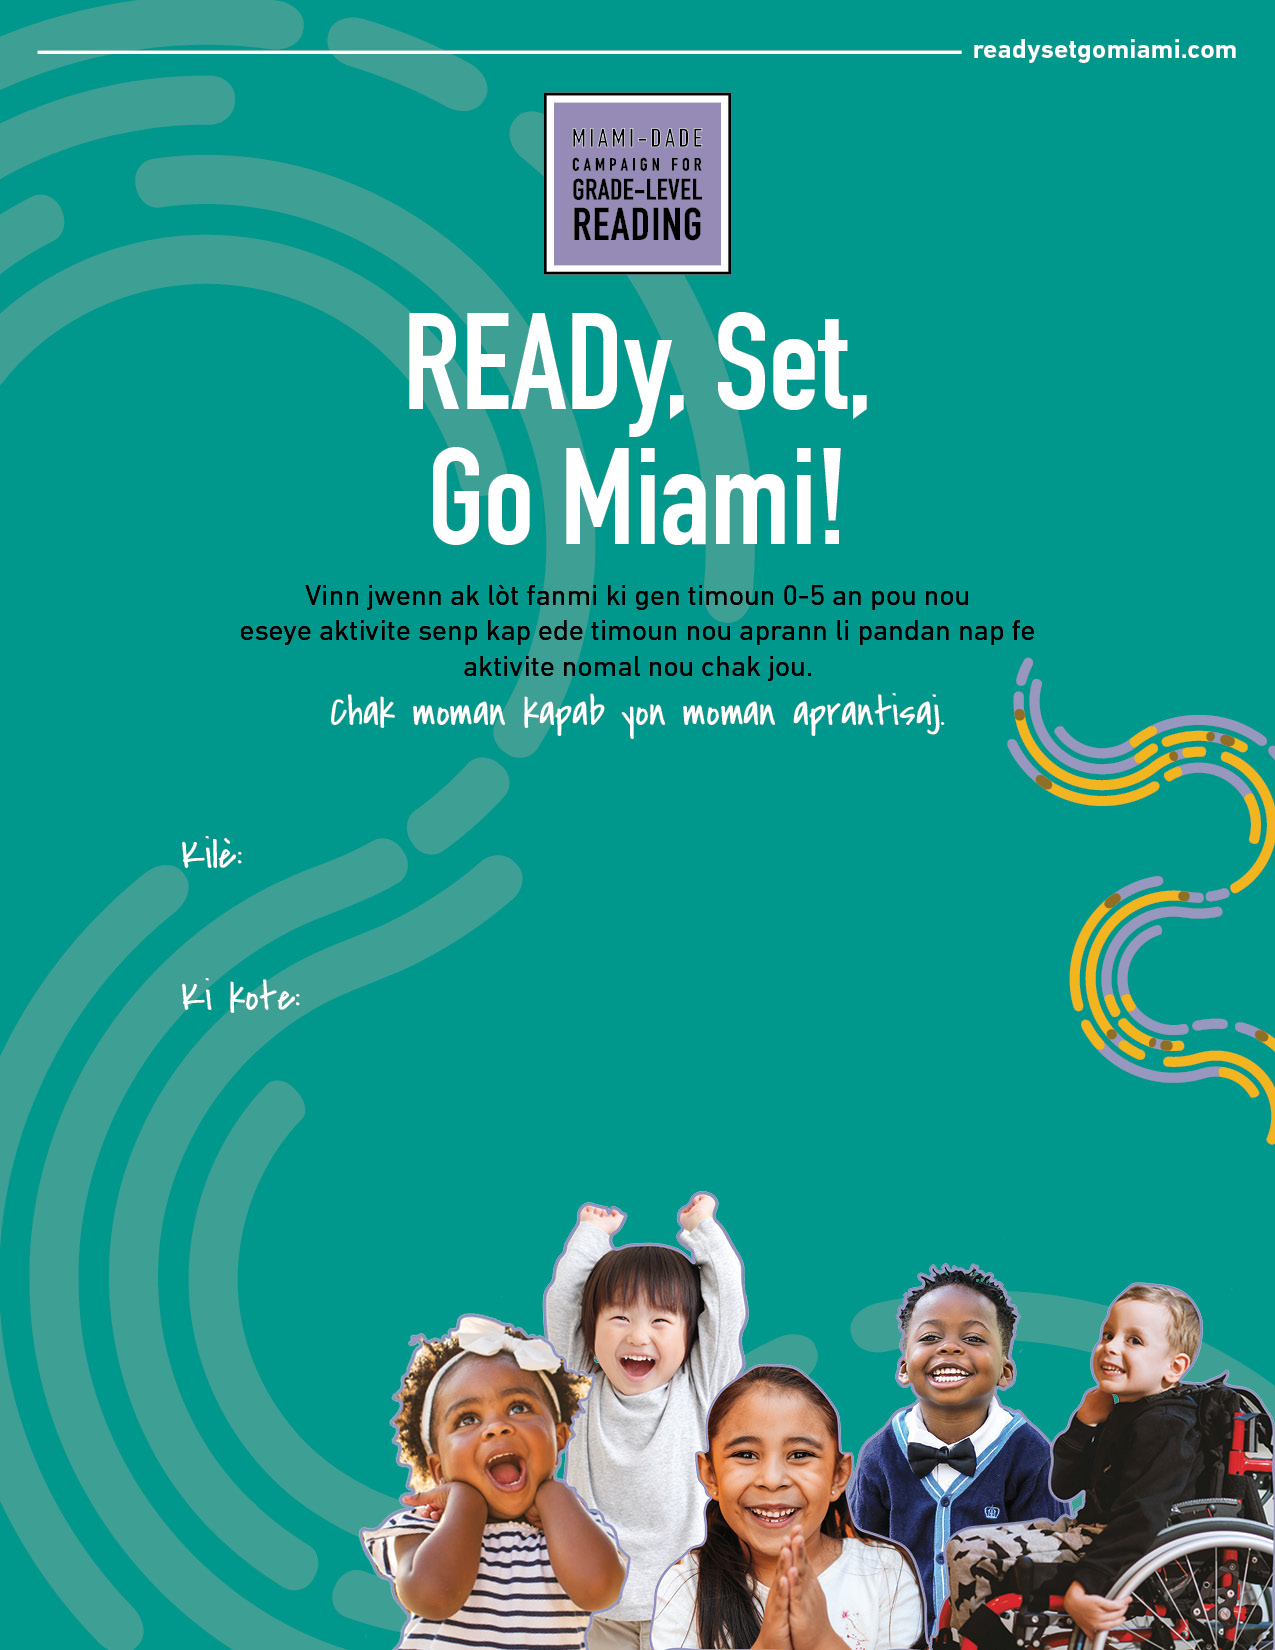 readysetgomiami.com
MIAMI-DADE
CAMPAIGN FOR
GRADE-LEVEL
READING
READy, Set,
Go Miami!
Vinn jwenn ak lòt fanmi ki gen timoun 0-5 an pou nou
eseye aktivite senp kap ede timoun nou aprann li pandan nap fe
aktivite nomal nou chak jou.
Chak moman kapab yon moman aprantisaj.
Kilè:
Ki kote: